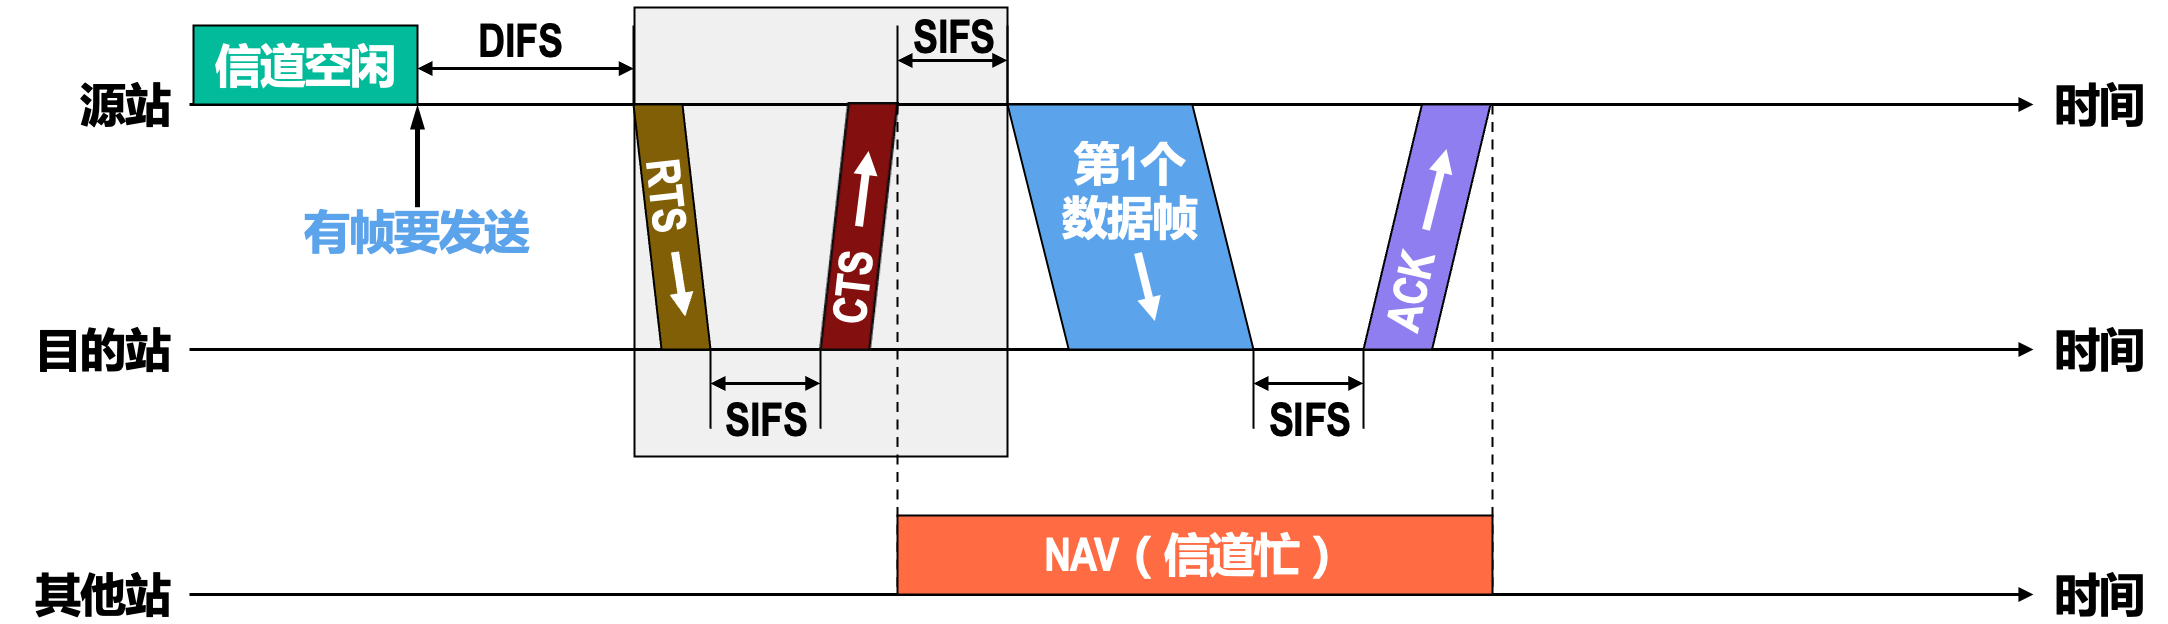 DIFS
SIFS
信道空闲
源站
时间
有帧要发送
RTS
CTS
第1个
数据帧
ACK
目的站
时间
SIFS
SIFS
NAV（信道忙）
其他站
时间